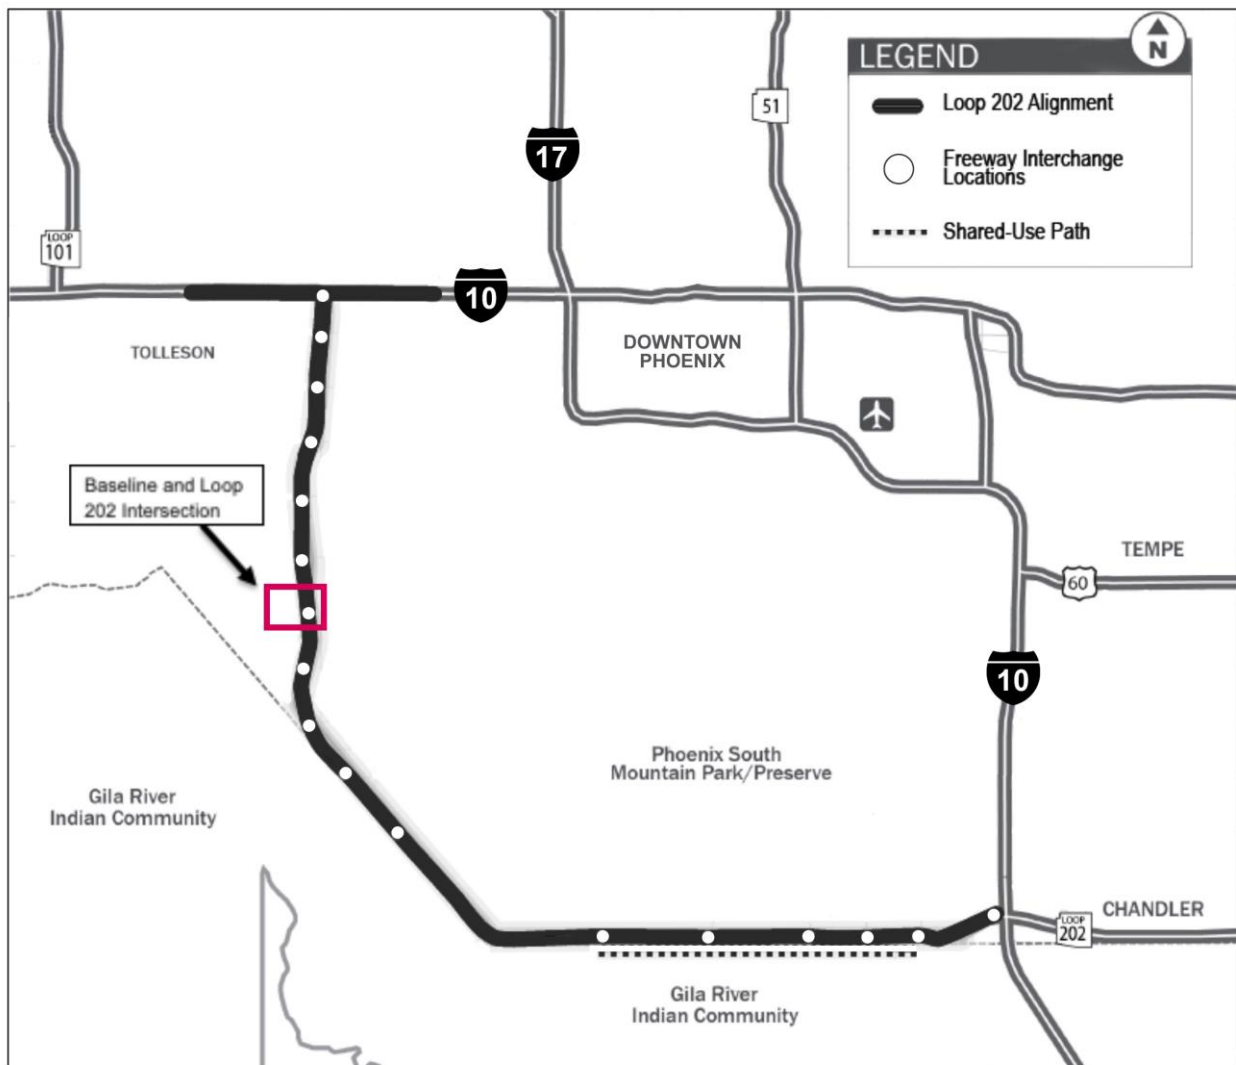 N
LEGEND
Loop 202 Alignment
Freeway Interchange
Locations
Shared-Use Path
51
17
LOOP
101
10
TOLLESON
DOWNTOWN
PHOENIX
Baseline and Loop
202 Intersection
TEMPE
60
10
Phoenix South
Mountain Park/Preserve
Gila River
Indian Community
CHANDLER
LOOP
202
Gila River
Indian Community